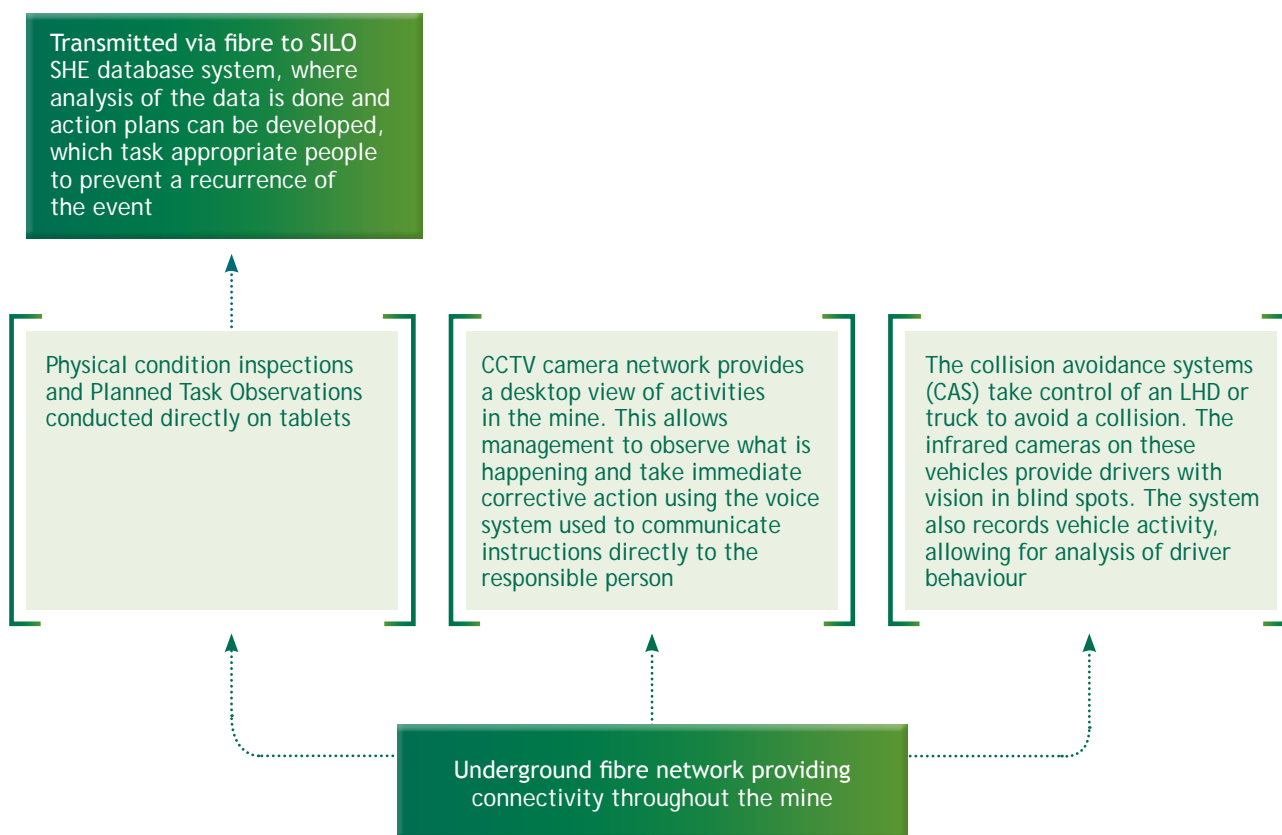 Transmitted via fibre to SILO
SHE database system, where
analysis of the data is done and
action plans can be developed,
which task appropriate people
to prevent a recurrence of
the event
Physical condition inspections
and Planned Task Observations
conducted directly on tablets
CCTV camera network provides
a desktop view of activities
in the mine. This allows
management to observe what is
happening and take immediate
corrective action using the voice
system used to communicate
instructions directly to the
responsible person
The collision avoidance systems
(CAS) take control of an LHD or
truck to avoid a collision. The
infrared cameras on these
vehicles provide drivers with
vision in blind spots. The system
also records vehicle activity,
allowing for analysis of driver
behaviour
Underground fibre network providing
connectivity throughout the mine